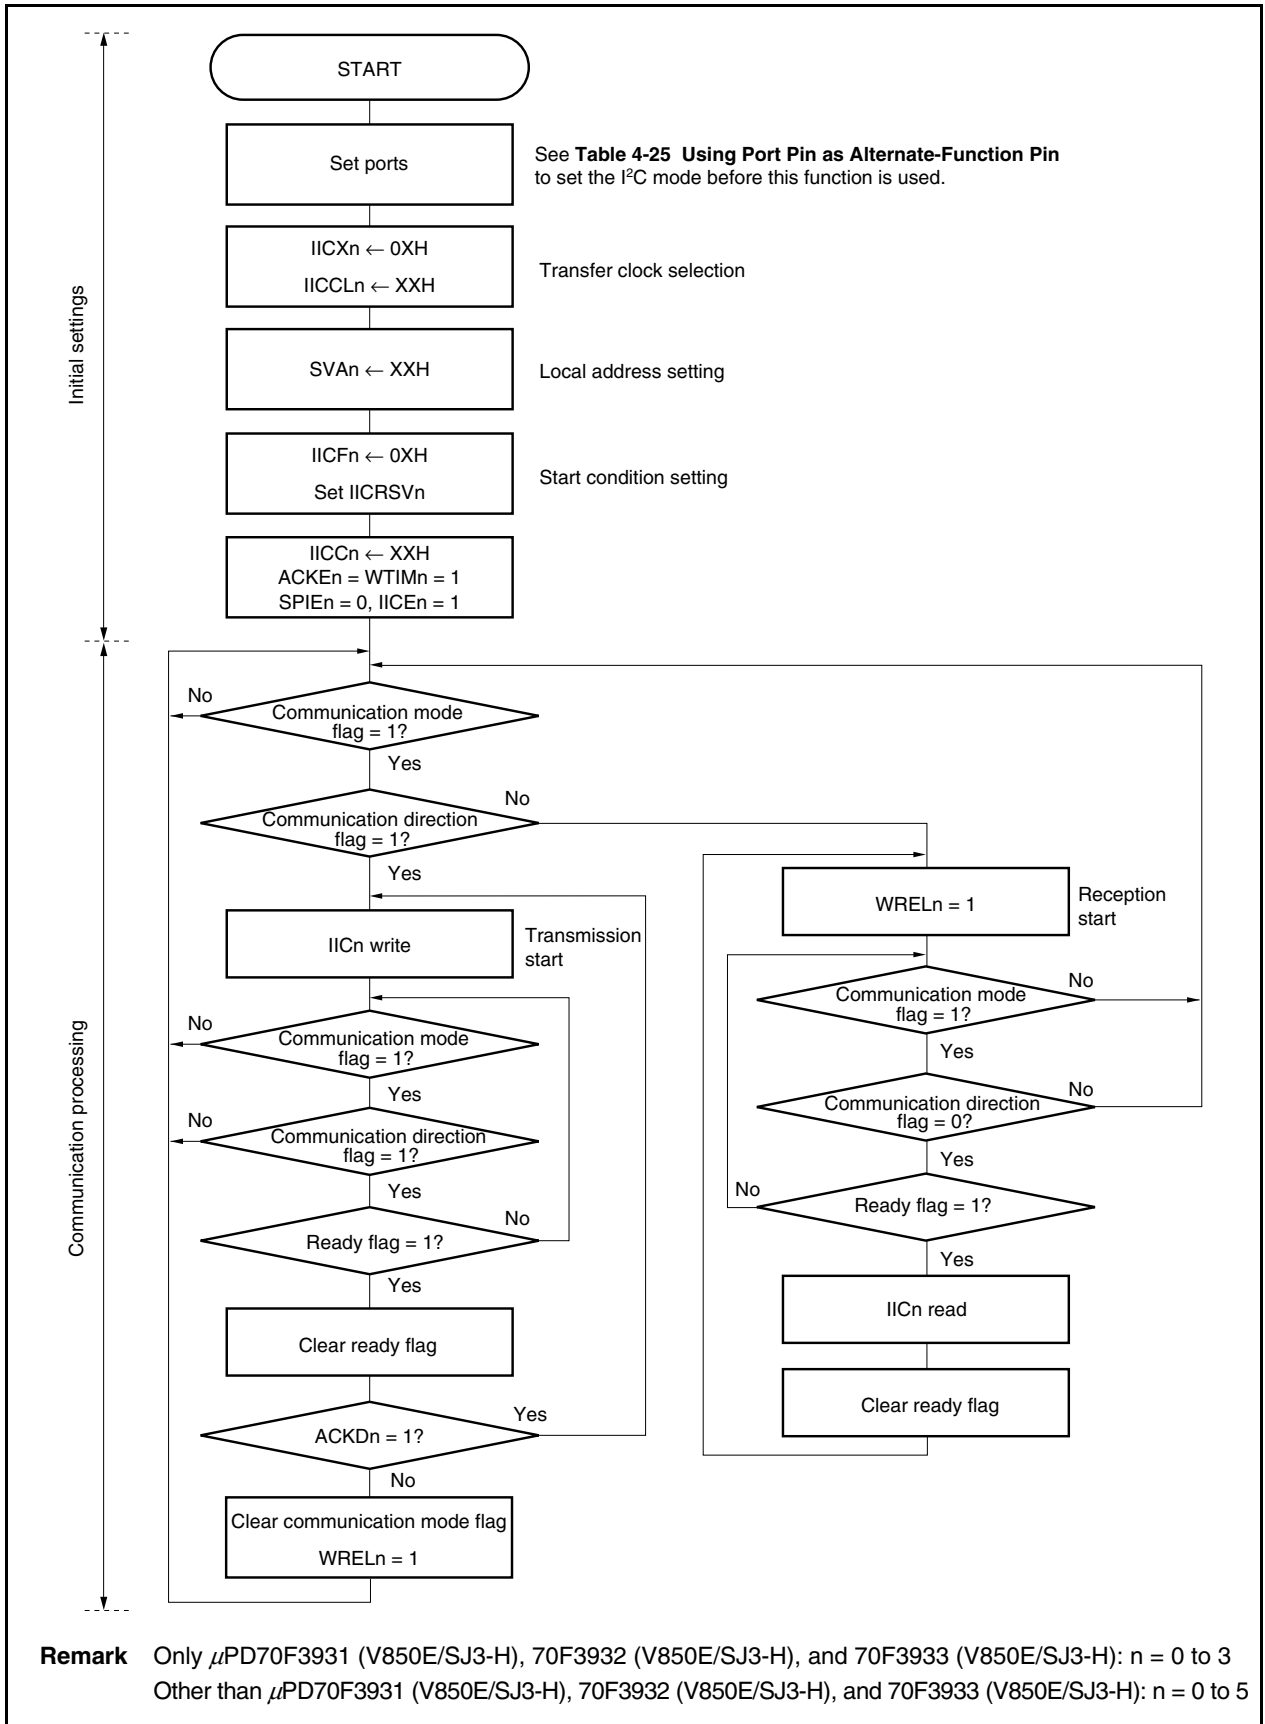 START
Set ports
See Table 4-25 Using Port Pin as Alternate-Function Pin
to set the I²C mode before this function is used.
IICXn ← 0XH
IICCLn ← XXH
Transfer clock selection
SVAn ← XXH
Local address setting
IICFn ← 0XH
Set IICRSVn
Start condition setting
IICCn ← XXH
ACKEn = WTIMn = 1
SPIEn = 0, IICEn = 1
Initial settings
Communication processing
No
Communication mode
flag = 1?
Yes
No
Communication direction
flag = 1?
Yes
IICn write
Transmission
start
No
Communication mode
flag = 1?
Yes
No
Communication direction
flag = 1?
Yes
No
Ready flag = 1?
Yes
Clear ready flag
Yes
ACKDn = 1?
No
Clear communication mode flag
WRELn = 1
WRELn = 1
Reception
start
No
Communication mode
flag = 1?
Yes
No
Communication direction
flag = 0?
Yes
No
Ready flag = 1?
Yes
IICn read
Clear ready flag
Remark Only μPD70F3931 (V850E/SJ3-H), 70F3932 (V850E/SJ3-H), and 70F3933 (V850E/SJ3-H): n = 0 to 3
Other than μPD70F3931 (V850E/SJ3-H), 70F3932 (V850E/SJ3-H), and 70F3933 (V850E/SJ3-H): n = 0 to 5